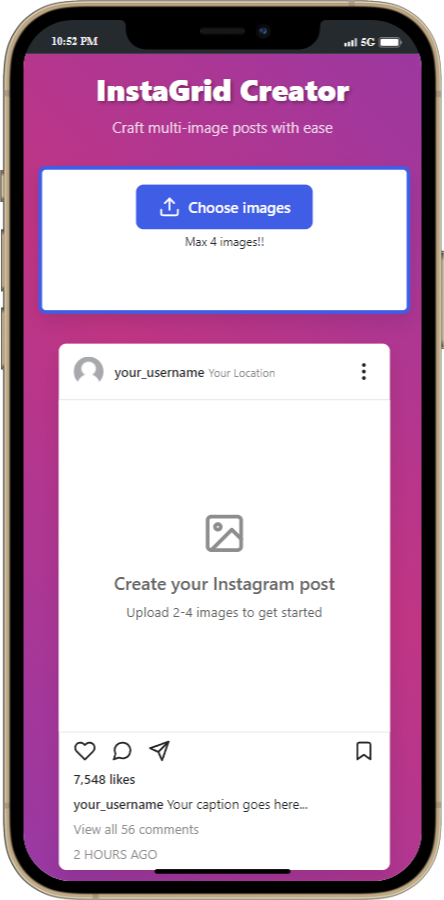 10:52 PM 5G
InstaGrid Creator
Craft multi-image posts with ease
Choose images
Max 4 images!!
your_username Your Location
Create your Instagram post
Upload 2-4 images to get started
7,548 likes
your_username Your caption goes here...
View all 56 comments
2 HOURS AGO